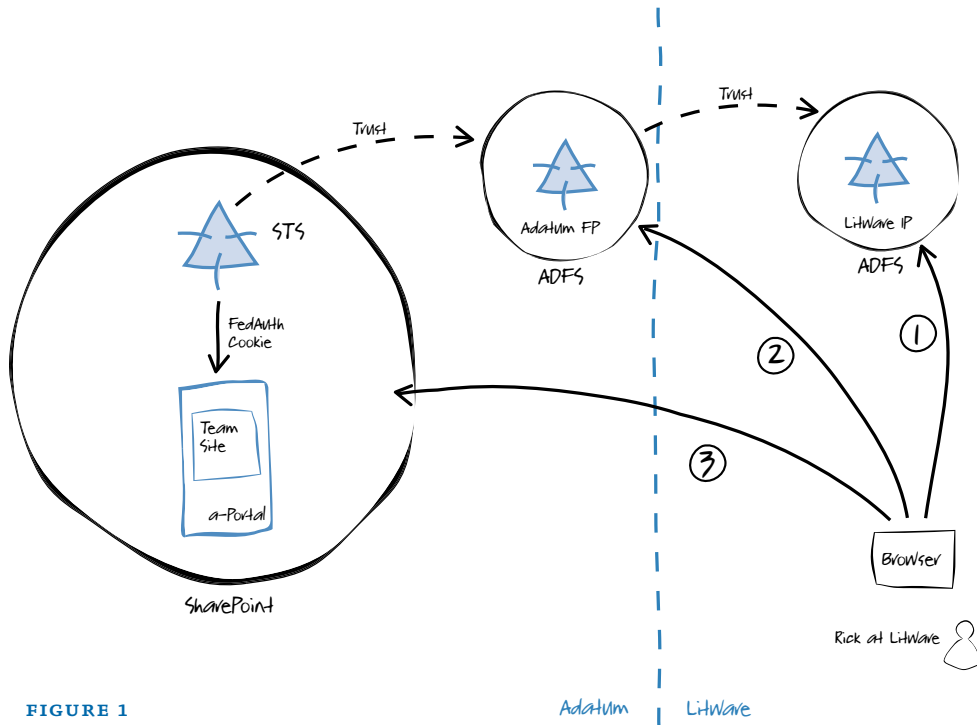 Trust
Trust
STS
Adatum FP
ADFS
Litware IP
ADFS
FedAuth
Cookie
1
2
Team
Site
a-Portal
3
Browser
SharePoint
Rick at Litware
FIGURE 1
Adatum
Litware